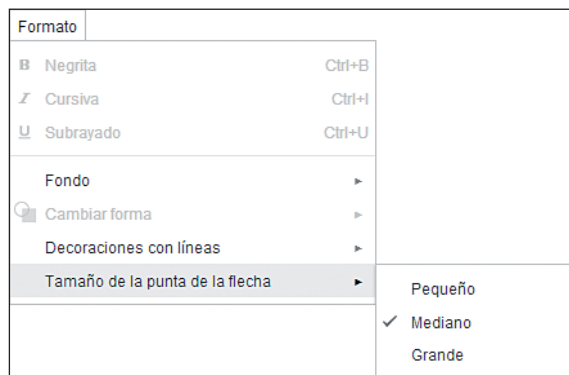 Formato
B Negrita Ctrl+B
I Cursiva Ctrl+I
U Subrayado Ctrl+U
Fondo
Cambiar forma
Decoraciones con líneas
Tamaño de la punta de la flecha
Pequeño
Mediano
Grande